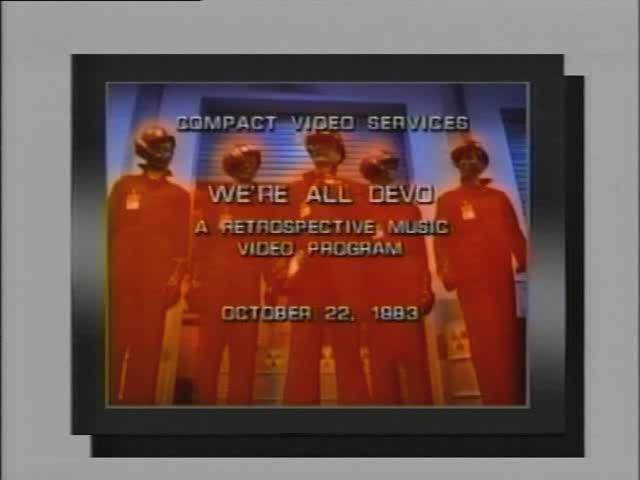 COMPACT VIDEO SERVICES
WE'RE ALL DEVO
A RETROSPECTIVE MUSIC
VIDEO PROGRAM
OCTOBER 22, 1983